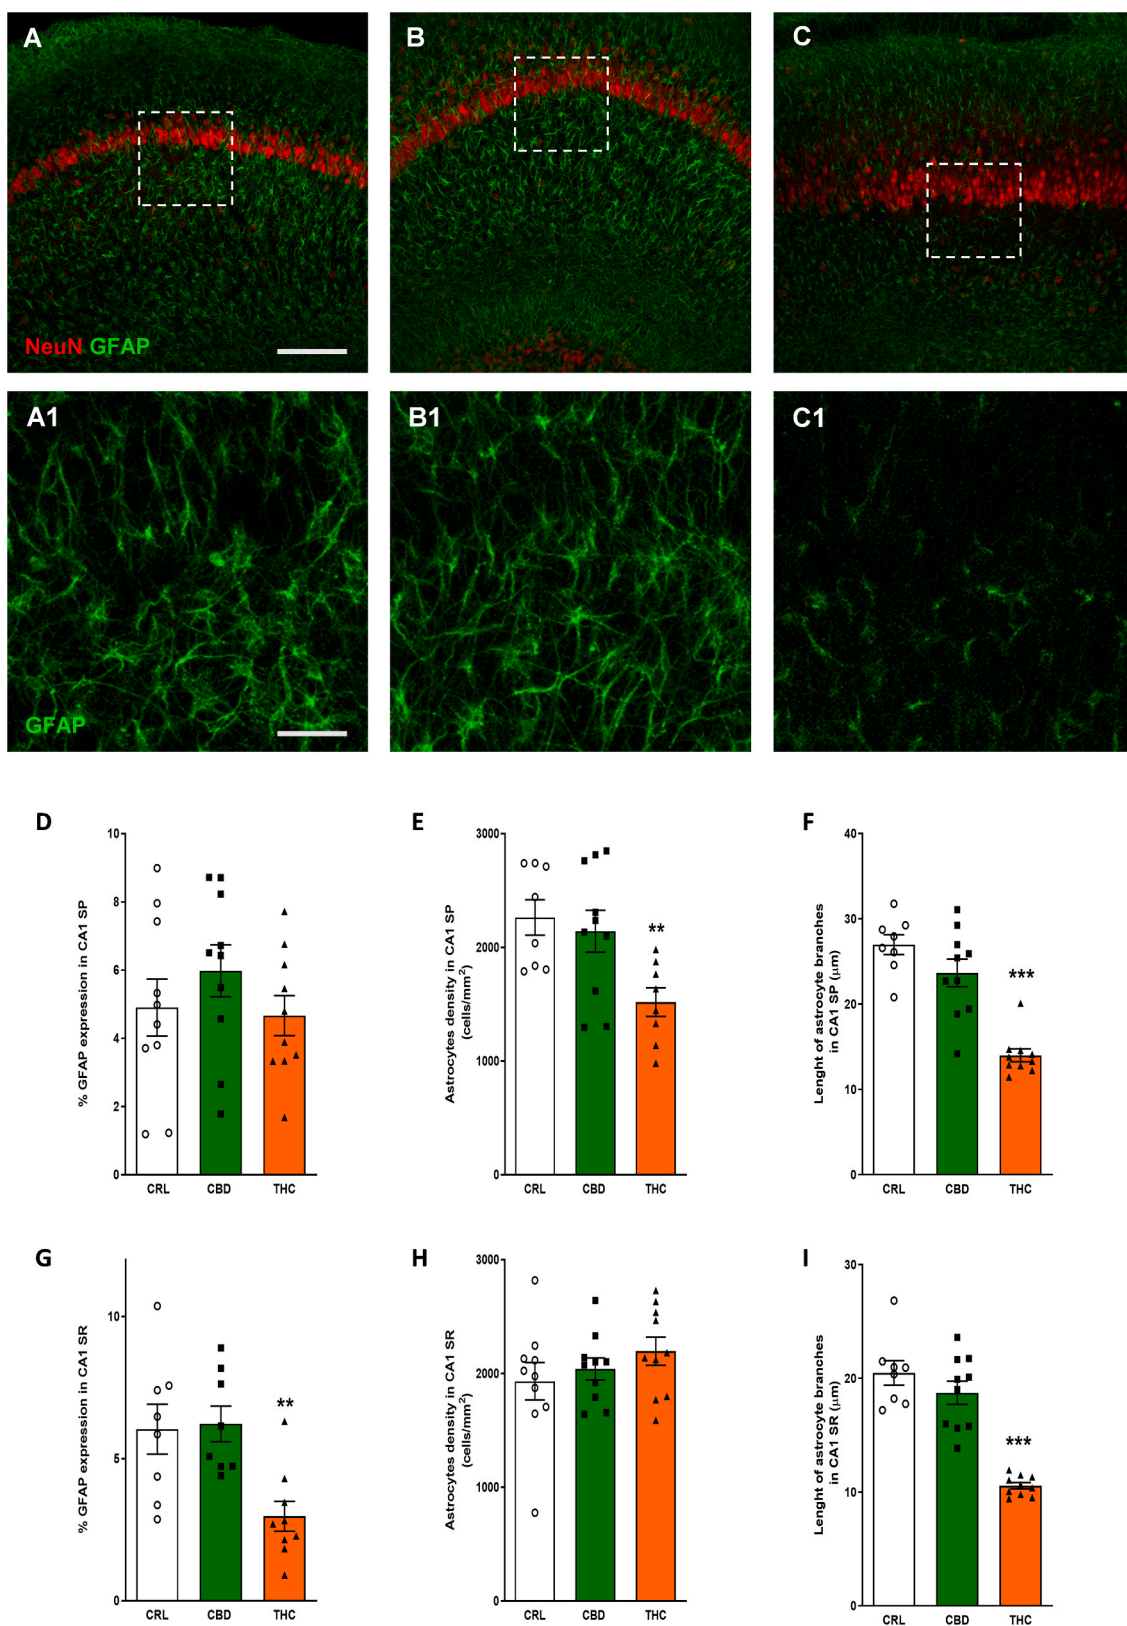 A
B
C
NeuN GFAP
A1
B1
C1
GFAP
D
% GFAP expression in CA1 SP
10
8
6
4
2
0
CRL CBD THC
E
Astrocytes density in CA1 SP
(cells/mm²)
3000
2000
1000
0
**
CRL CBD THC
F
Lenght of astrocyte branches
in CA1 SP (µm)
40
30
20
10
0
***
CRL CBD THC
G
% GFAP expression in CA1 SR
10
5
0
**
CRL CBD THC
H
Astrocytes density in CA1 SR
(cells/mm²)
3000
2000
1000
0
CRL CBD THC
I
Lenght of astrocyte branches
in CA1 SR (µm)
30
20
10
0
***
CRL CBD THC